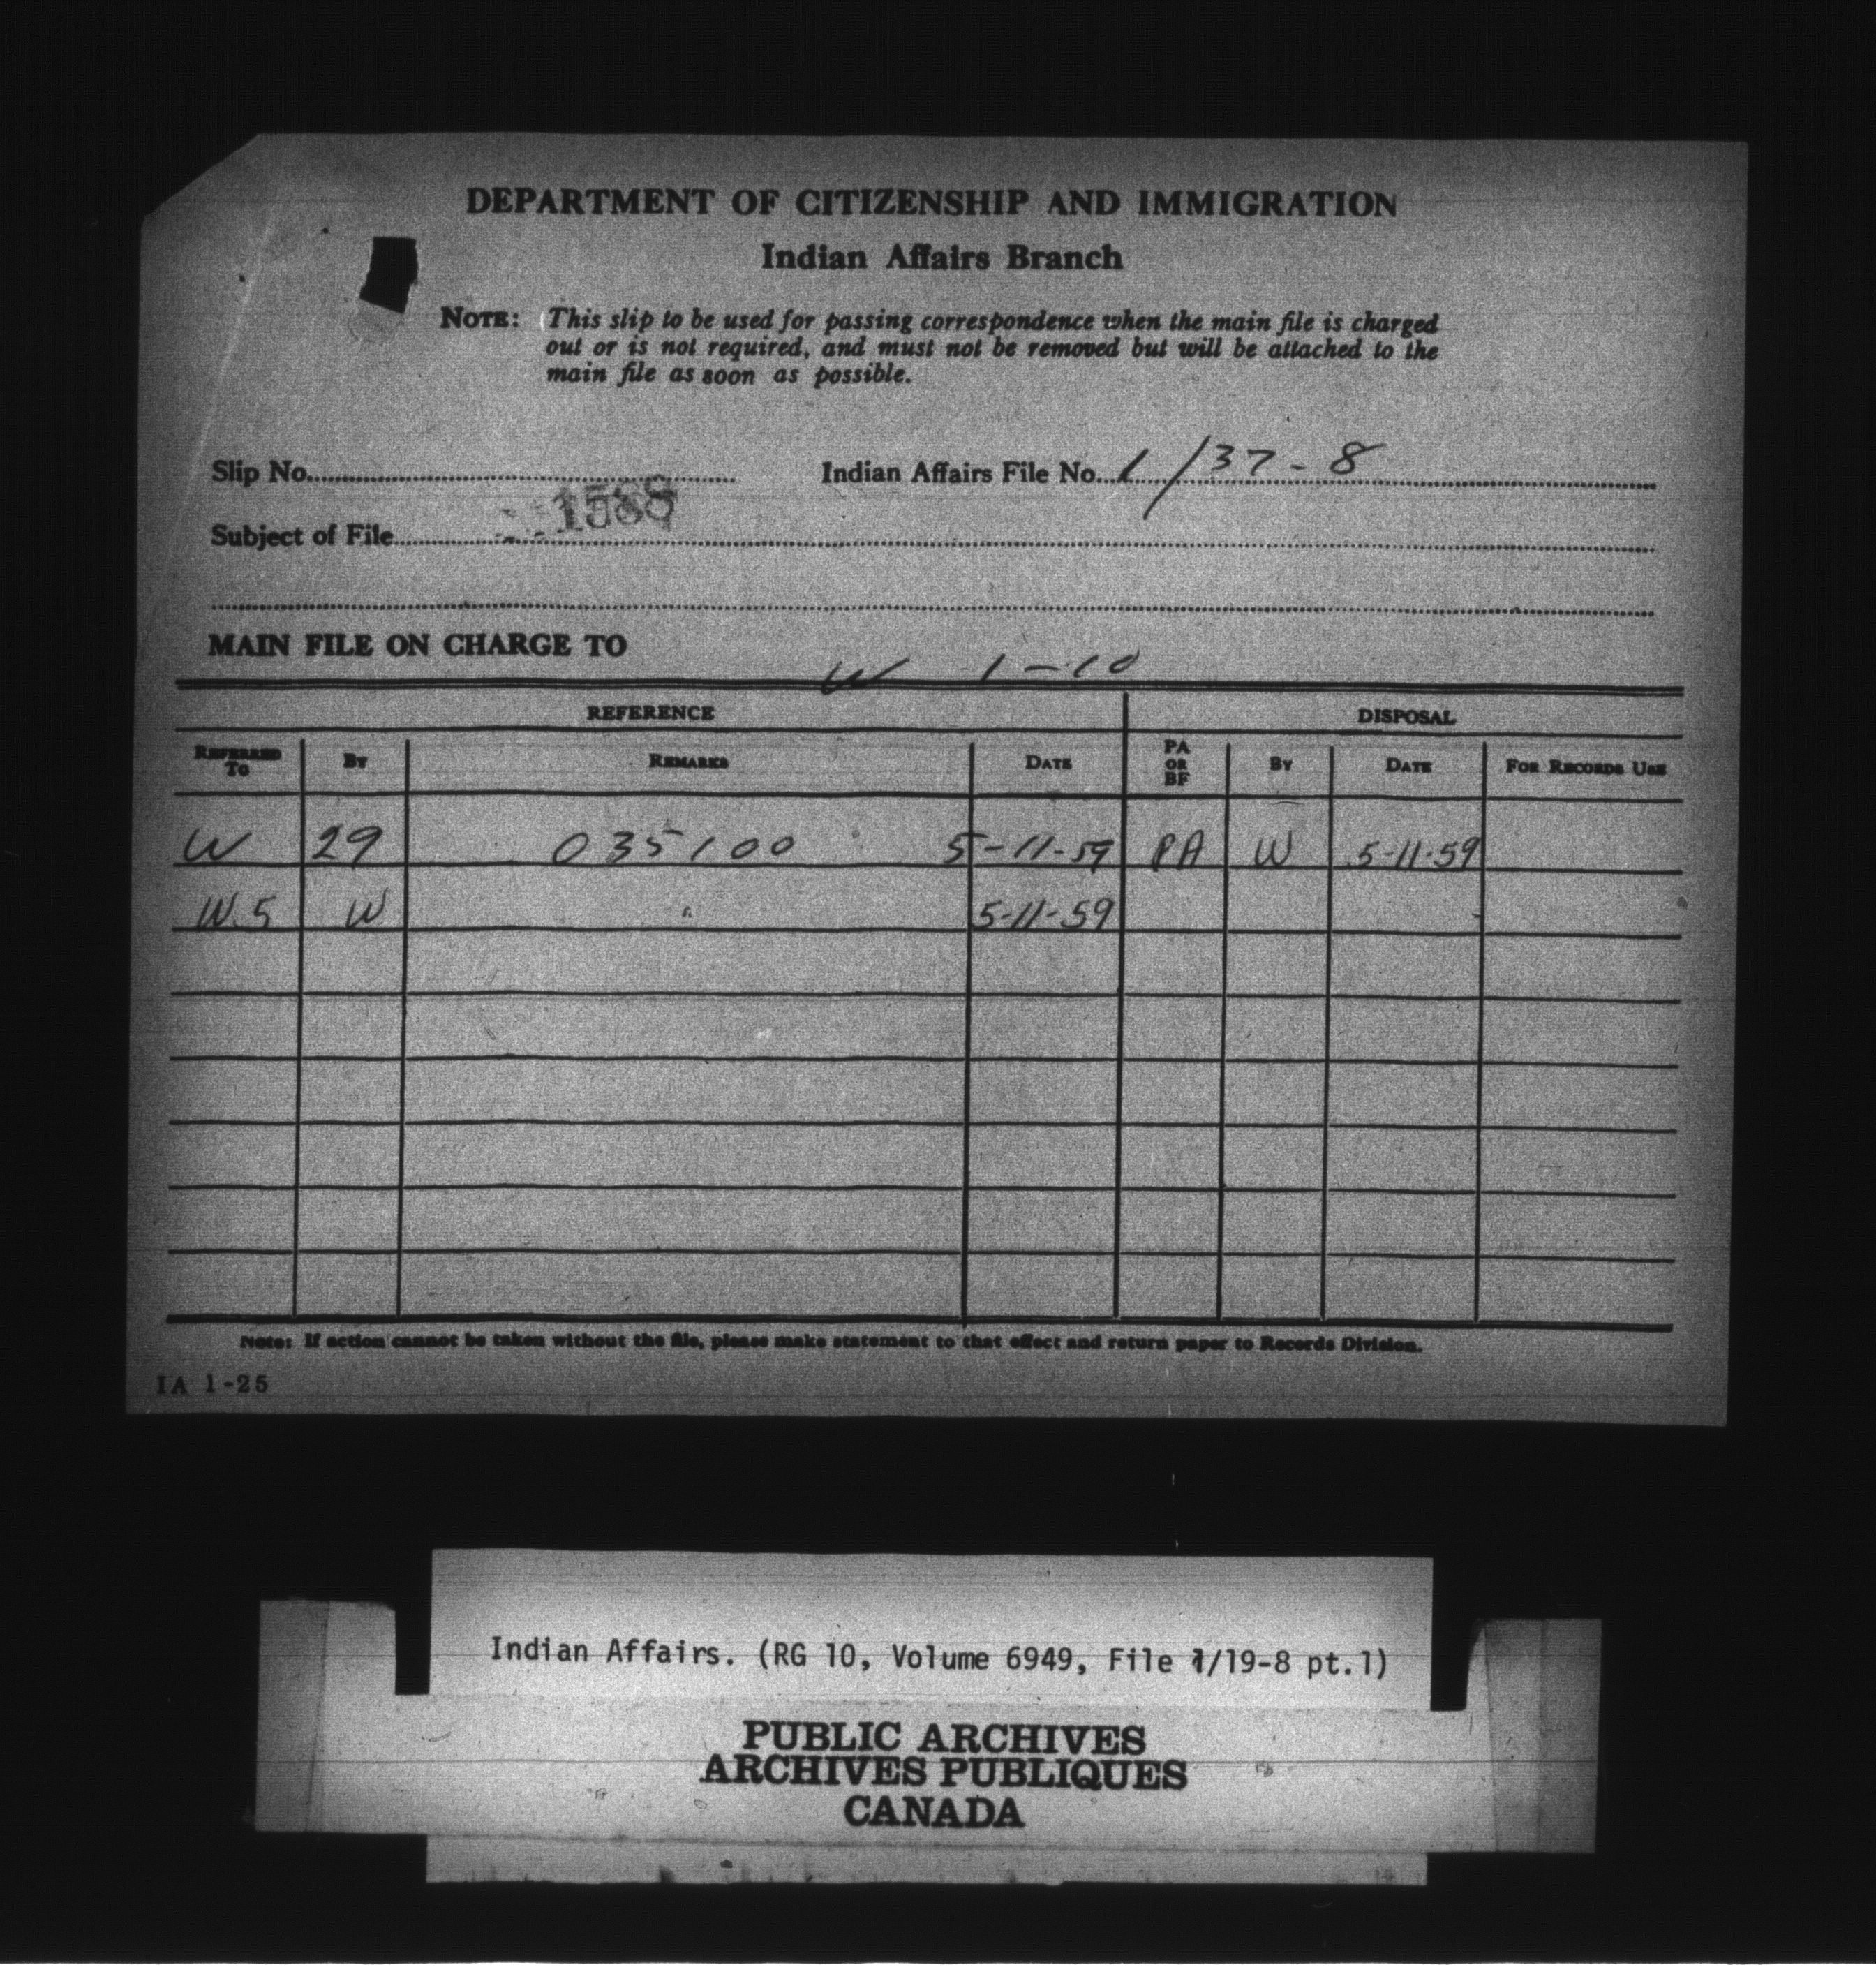 DEPARTMENT OF CITIZENSHIP AND IMMIGRATION
Indian Affairs Branch
NOTE: This slip to be used for passing correspondence when the main file is charged
out or is not required, and must not be removed but will be attached to the
main file as soon as possible.
Slip No. Indian Affairs File No. 1/37-8
1588
Subject of File
MAIN FILE ON CHARGE TO
W 1-10
REFERENCE DISPOSAL
REFERRED TO BY REMARKS DATE PA OR BF BY DATE FOR RECORDS USE
W 29 035100 5-11-59 PA W 5-11-59
W.5 W " 5-11-59
Note: If action cannot be taken without the file, please make statement to that effect and return paper to Records Division.
IA 1-25
Indian Affairs. (RG 10, Volume 6949, File 1/19-8 pt.1)
PUBLIC ARCHIVES
ARCHIVES PUBLIQUES
CANADA